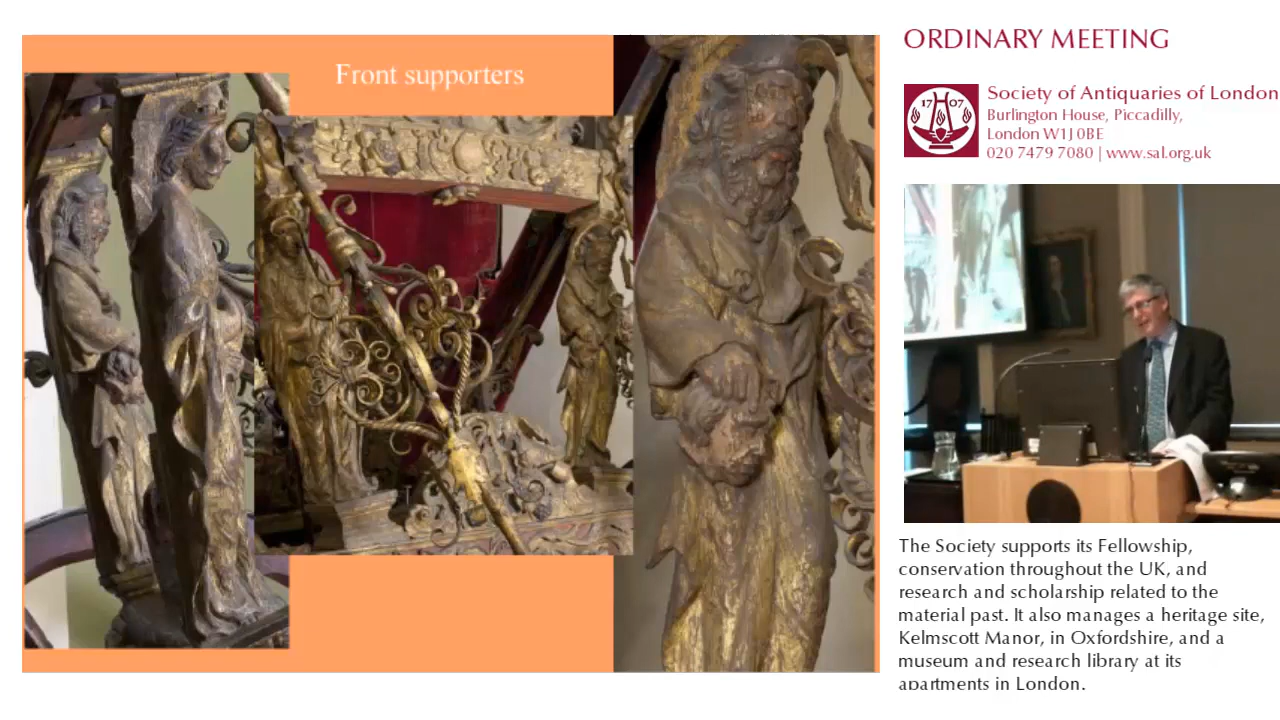 Front supporters
ORDINARY MEETING
17 07
Society of Antiquaries of London
Burlington House, Piccadilly,
London W1J 0BE
020 7479 7080 | www.sal.org.uk
The Society supports its Fellowship,
conservation throughout the UK, and
research and scholarship related to the
material past. It also manages a heritage site,
Kelmscott Manor, in Oxfordshire, and a
museum and research library at its
apartments in London.